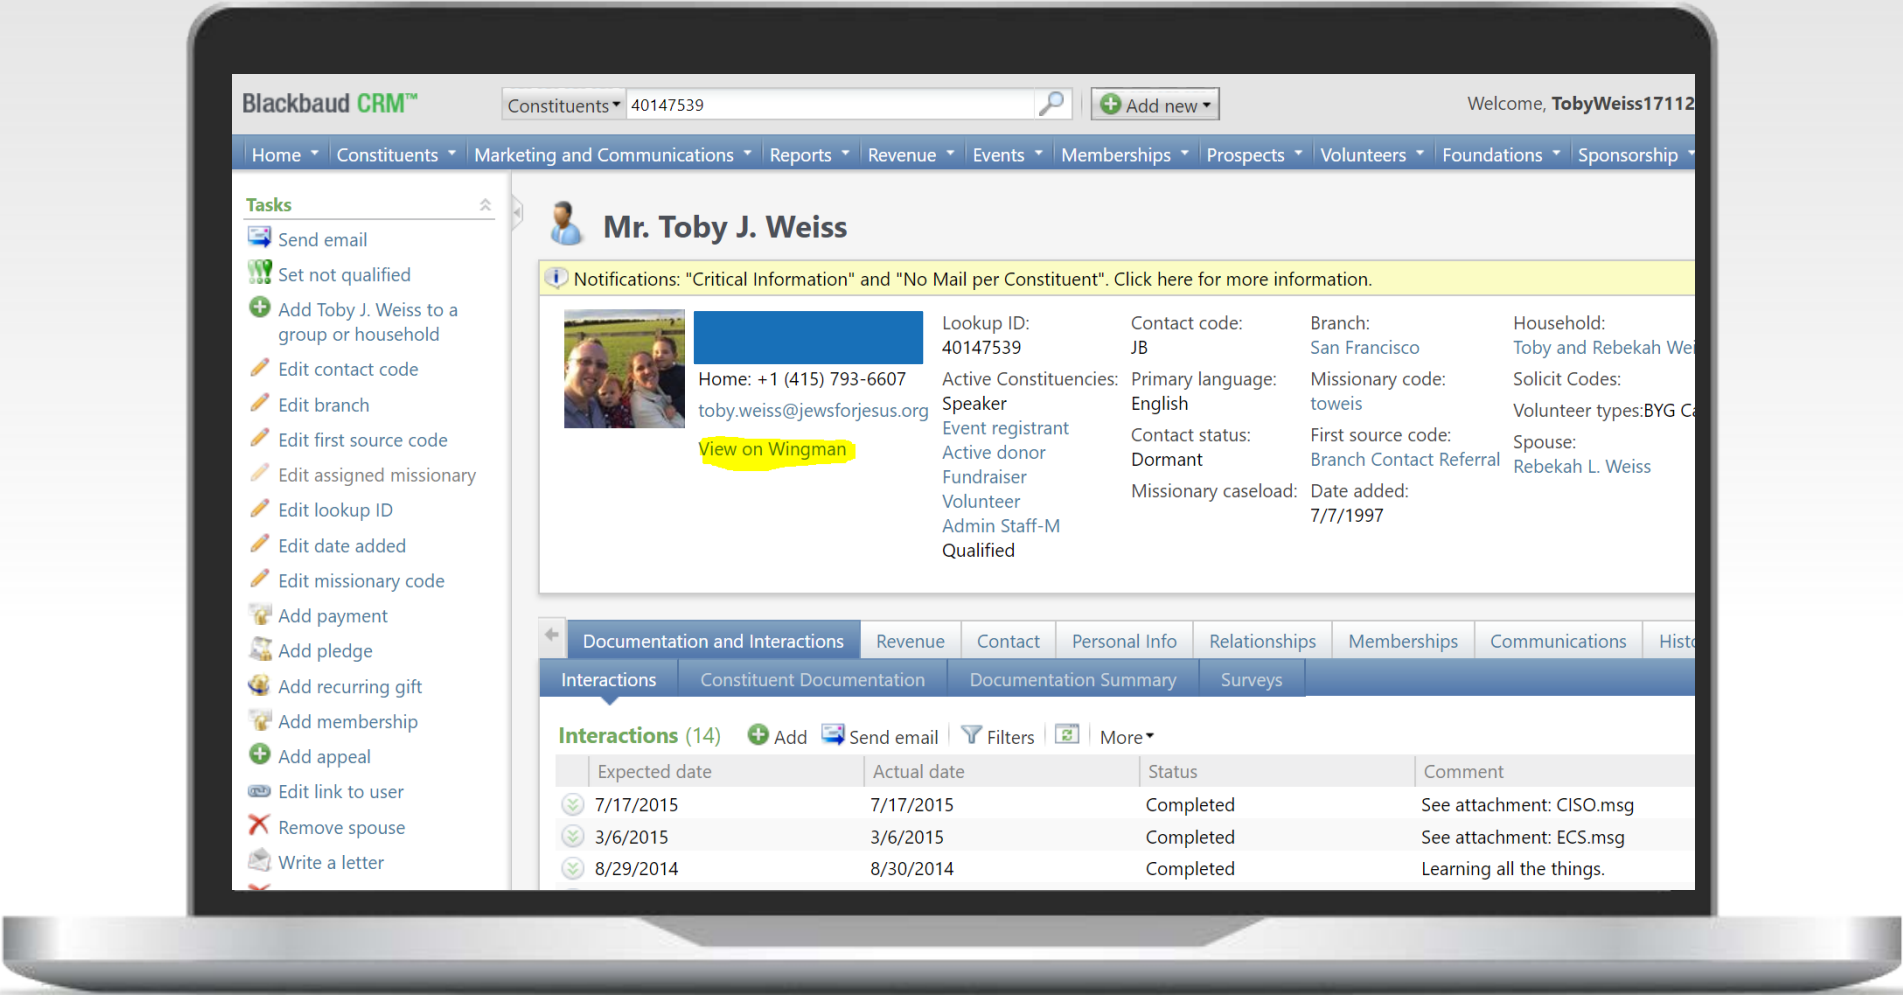 Blackbaud CRM™
Constituents
40147539
Add new
Welcome, TobyWeiss17112
Home
Constituents
Marketing and Communications
Reports
Revenue
Events
Memberships
Prospects
Volunteers
Foundations
Sponsorship
Tasks
Send email
Set not qualified
Add Toby J. Weiss to a
group or household
Edit contact code
Edit branch
Edit first source code
Edit assigned missionary
Edit lookup ID
Edit date added
Edit missionary code
Add payment
Add pledge
Add recurring gift
Add membership
Add appeal
Edit link to user
Remove spouse
Write a letter
Mr. Toby J. Weiss
Notifications: "Critical Information" and "No Mail per Constituent". Click here for more information.
Home: +1 (415) 793-6607
toby.weiss@jewsforjesus.org
View on Wingman
Lookup ID:
40147539
Active Constituencies:
Speaker
Event registrant
Active donor
Fundraiser
Volunteer
Admin Staff-M
Qualified
Contact code:
JB
Primary language:
English
Contact status:
Dormant
Missionary caseload:
Branch:
San Francisco
Missionary code:
toweis
First source code:
Branch Contact Referral
Date added:
7/7/1997
Household:
Toby and Rebekah Wei
Solicit Codes:
Volunteer types:BYG Ca
Spouse:
Rebekah L. Weiss
Documentation and Interactions
Revenue
Contact
Personal Info
Relationships
Memberships
Communications
Histo
Interactions
Constituent Documentation
Documentation Summary
Surveys
Interactions (14)
Add
Send email
Filters
More
Expected date
Actual date
Status
Comment
7/17/2015
7/17/2015
Completed
See attachment: CISO.msg
3/6/2015
3/6/2015
Completed
See attachment: ECS.msg
8/29/2014
8/30/2014
Completed
Learning all the things.